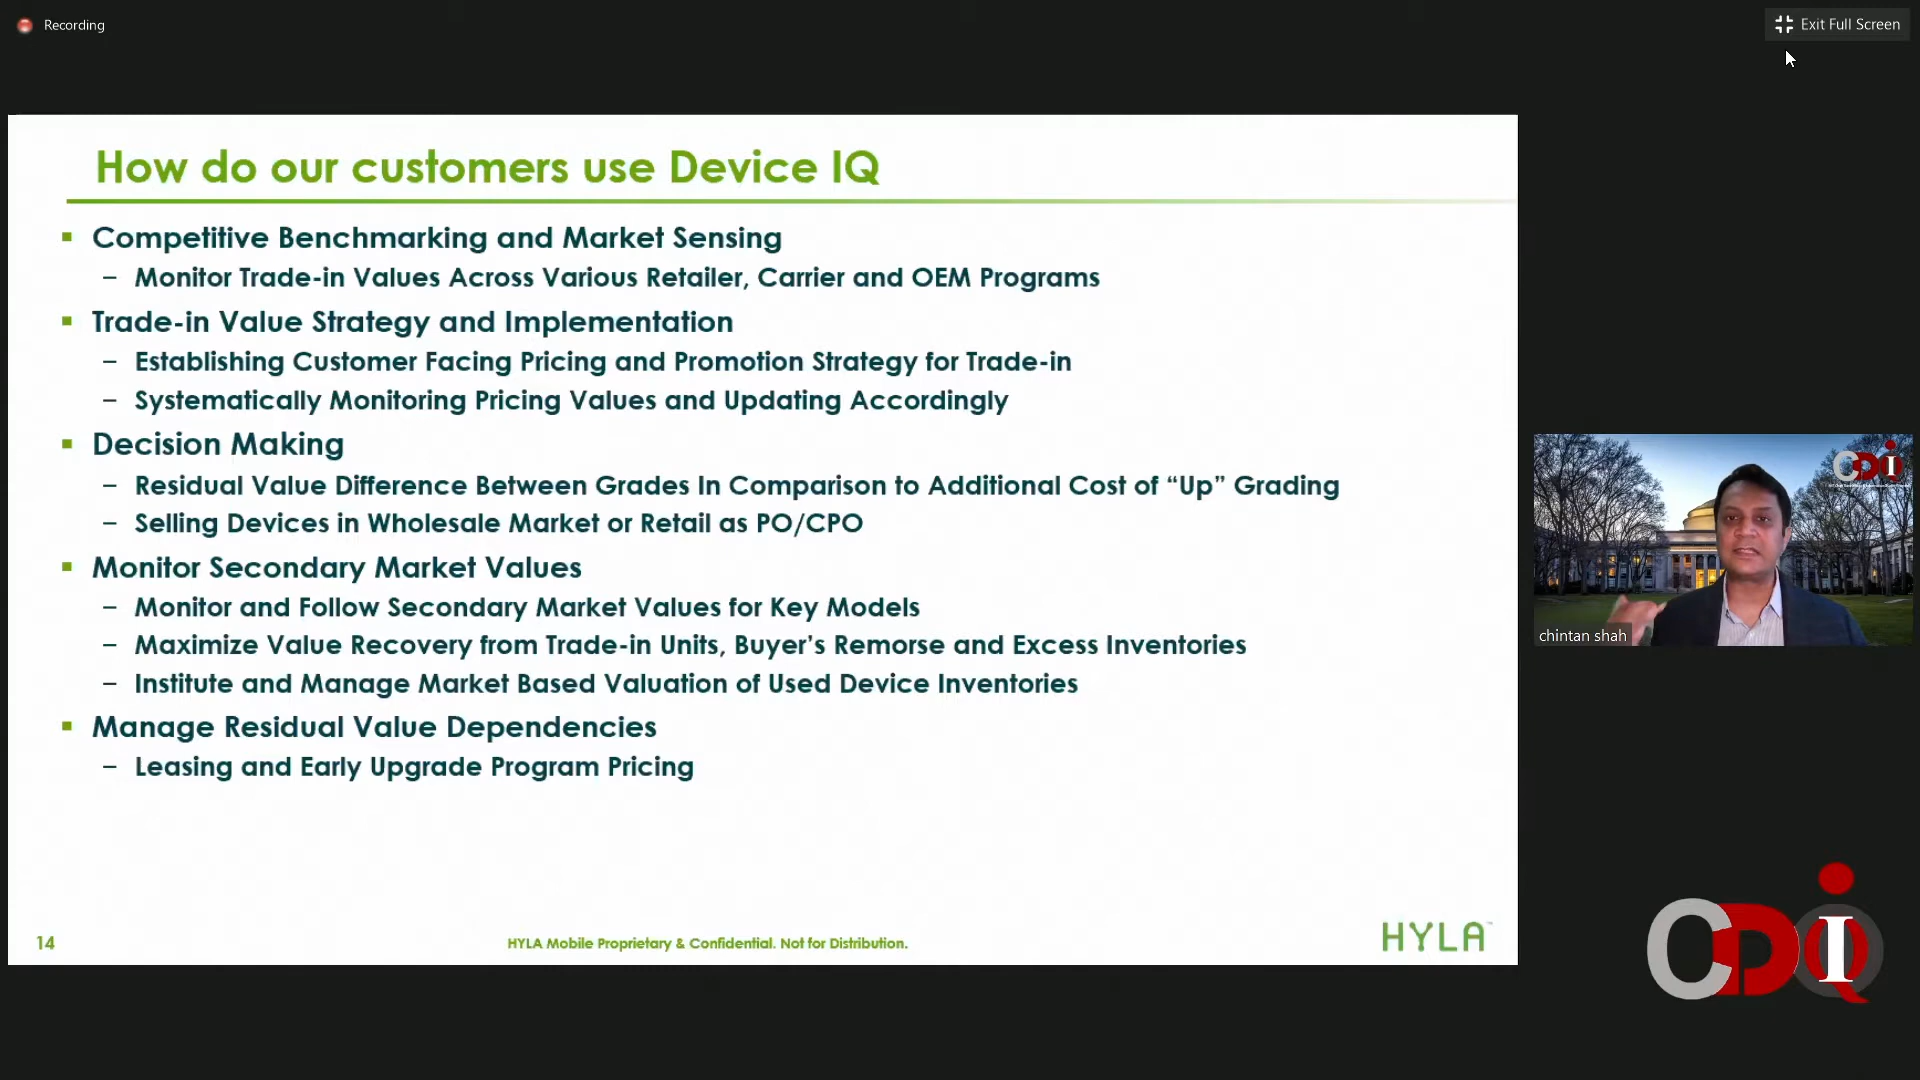 Recording
Exit Full Screen
How do our customers use Device IQ
Competitive Benchmarking and Market Sensing
– Monitor Trade-in Values Across Various Retailer, Carrier and OEM Programs
Trade-in Value Strategy and Implementation
– Establishing Customer Facing Pricing and Promotion Strategy for Trade-in
– Systematically Monitoring Pricing Values and Updating Accordingly
Decision Making
– Residual Value Difference Between Grades In Comparison to Additional Cost of “Up” Grading
– Selling Devices in Wholesale Market or Retail as PO/CPO
Monitor Secondary Market Values
– Monitor and Follow Secondary Market Values for Key Models
– Maximize Value Recovery from Trade-in Units, Buyer’s Remorse and Excess Inventories
– Institute and Manage Market Based Valuation of Used Device Inventories
Manage Residual Value Dependencies
– Leasing and Early Upgrade Program Pricing
14
HYLA Mobile Proprietary & Confidential. Not for Distribution.
HYLA™
CDIQ
chintan shah
CDIQ